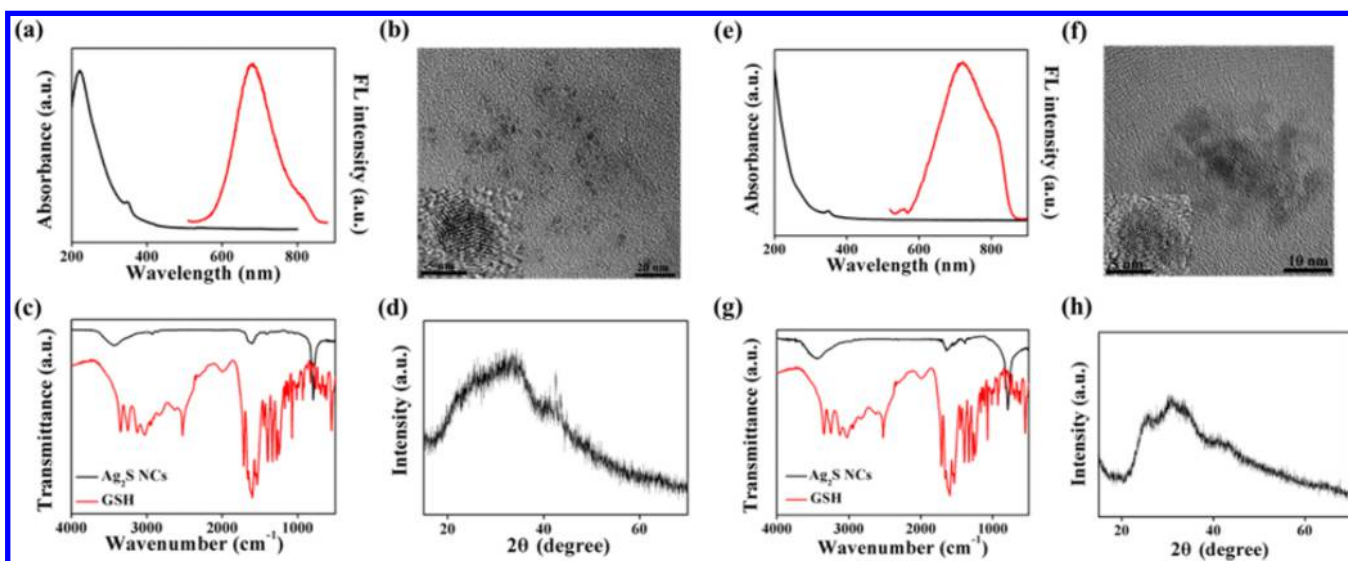 (a)
Absorbance (a.u.)
FL intensity (a.u.)
200 400 600 800
Wavelength (nm)
(b)
20 nm
(e)
Absorbance (a.u.)
FL intensity (a.u.)
200 400 600 800
Wavelength (nm)
(f)
5 nm
10 nm
(c)
Transmittance (a.u.)
Ag₂S NCs
GSH
4000 3000 2000 1000
Wavenumber (cm⁻¹)
(d)
Intensity (a.u.)
20 40 60
2θ (degree)
(g)
Transmittance (a.u.)
Ag₂S NCs
GSH
4000 3000 2000 1000
Wavenumber (cm⁻¹)
(h)
Intensity (a.u.)
20 40 60
2θ (degree)